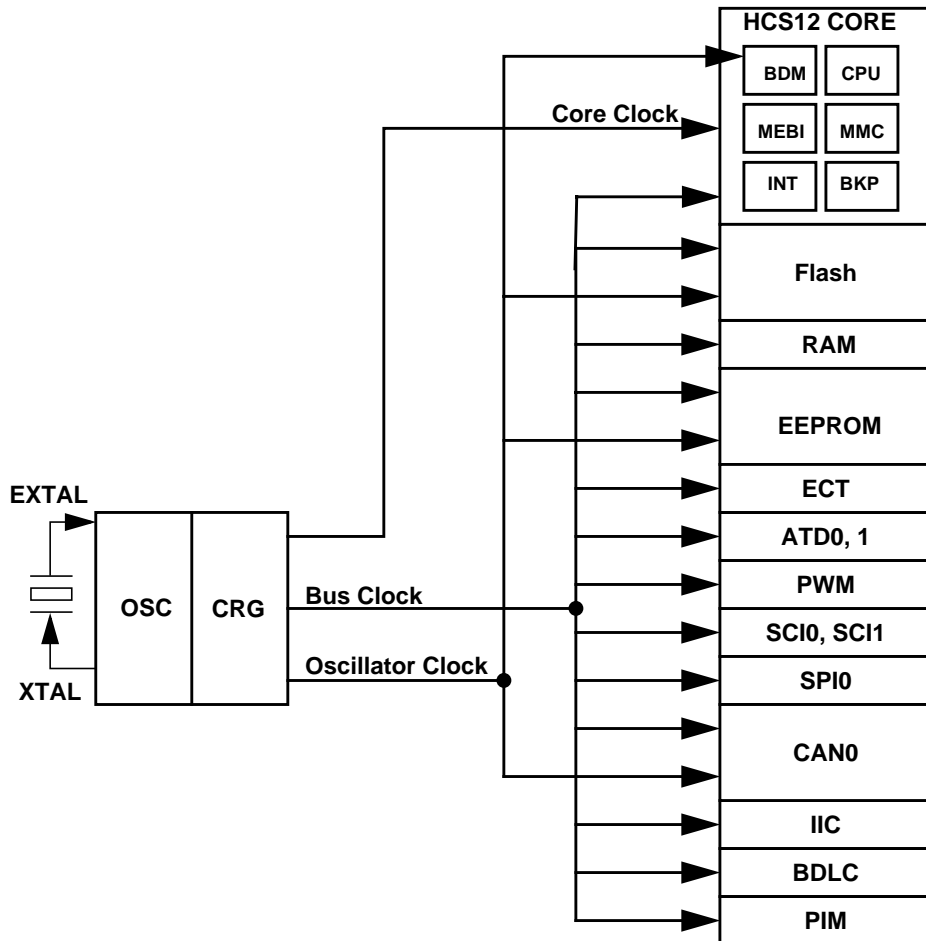 HCS12 CORE
BDM
CPU
Core Clock
MEBI
MMC
INT
BKP
Flash
RAM
EEPROM
EXTAL
ECT
ATD0, 1
OSC
CRG
Bus Clock
PWM
SCI0, SCI1
Oscillator Clock
XTAL
SPI0
CAN0
IIC
BDLC
PIM